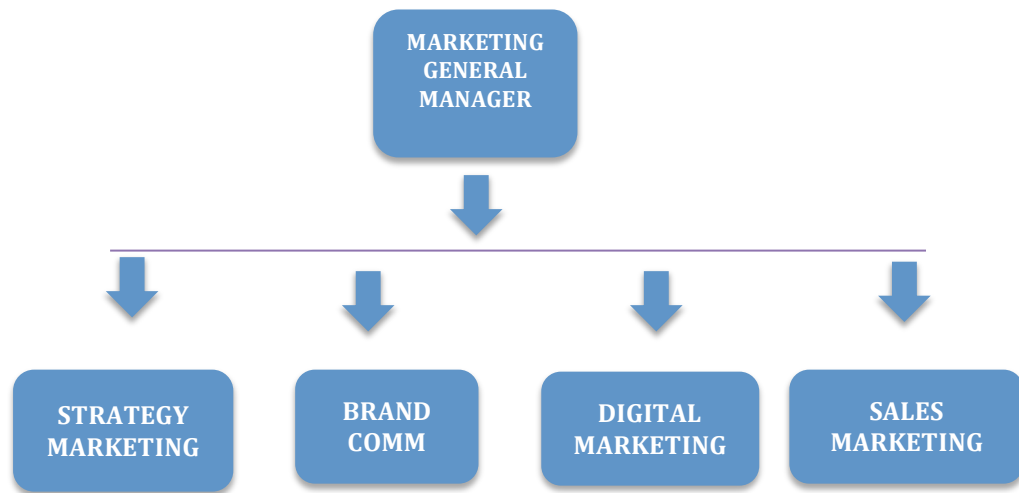 MARKETING
GENERAL
MANAGER
STRATEGY
MARKETING
BRAND
COMM
DIGITAL
MARKETING
SALES
MARKETING